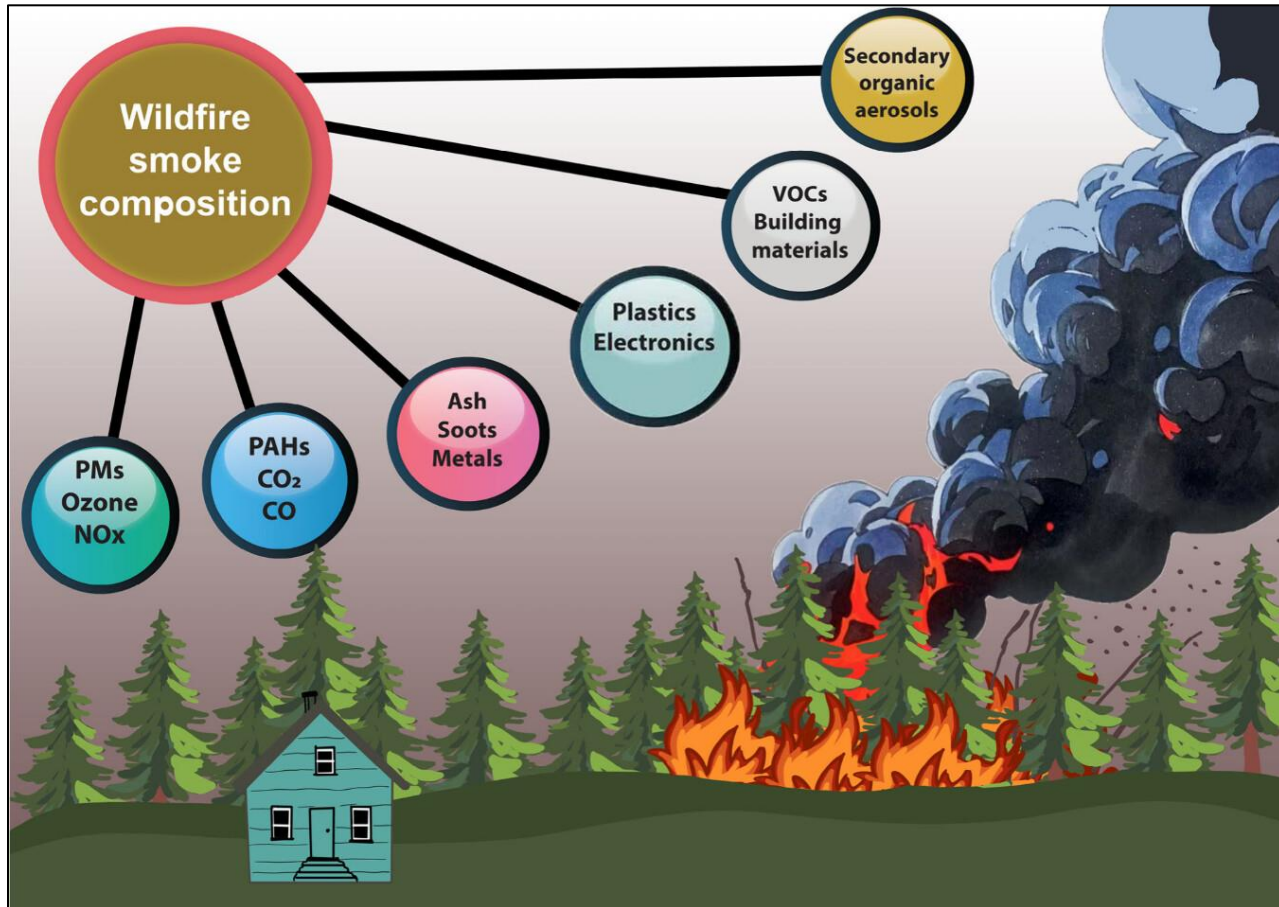 Wildfire
smoke
composition
Secondary
organic
aerosols
VOCs
Building
materials
Plastics
Electronics
Ash
Soots
Metals
PAHs
CO₂
CO
PMs
Ozone
NOx